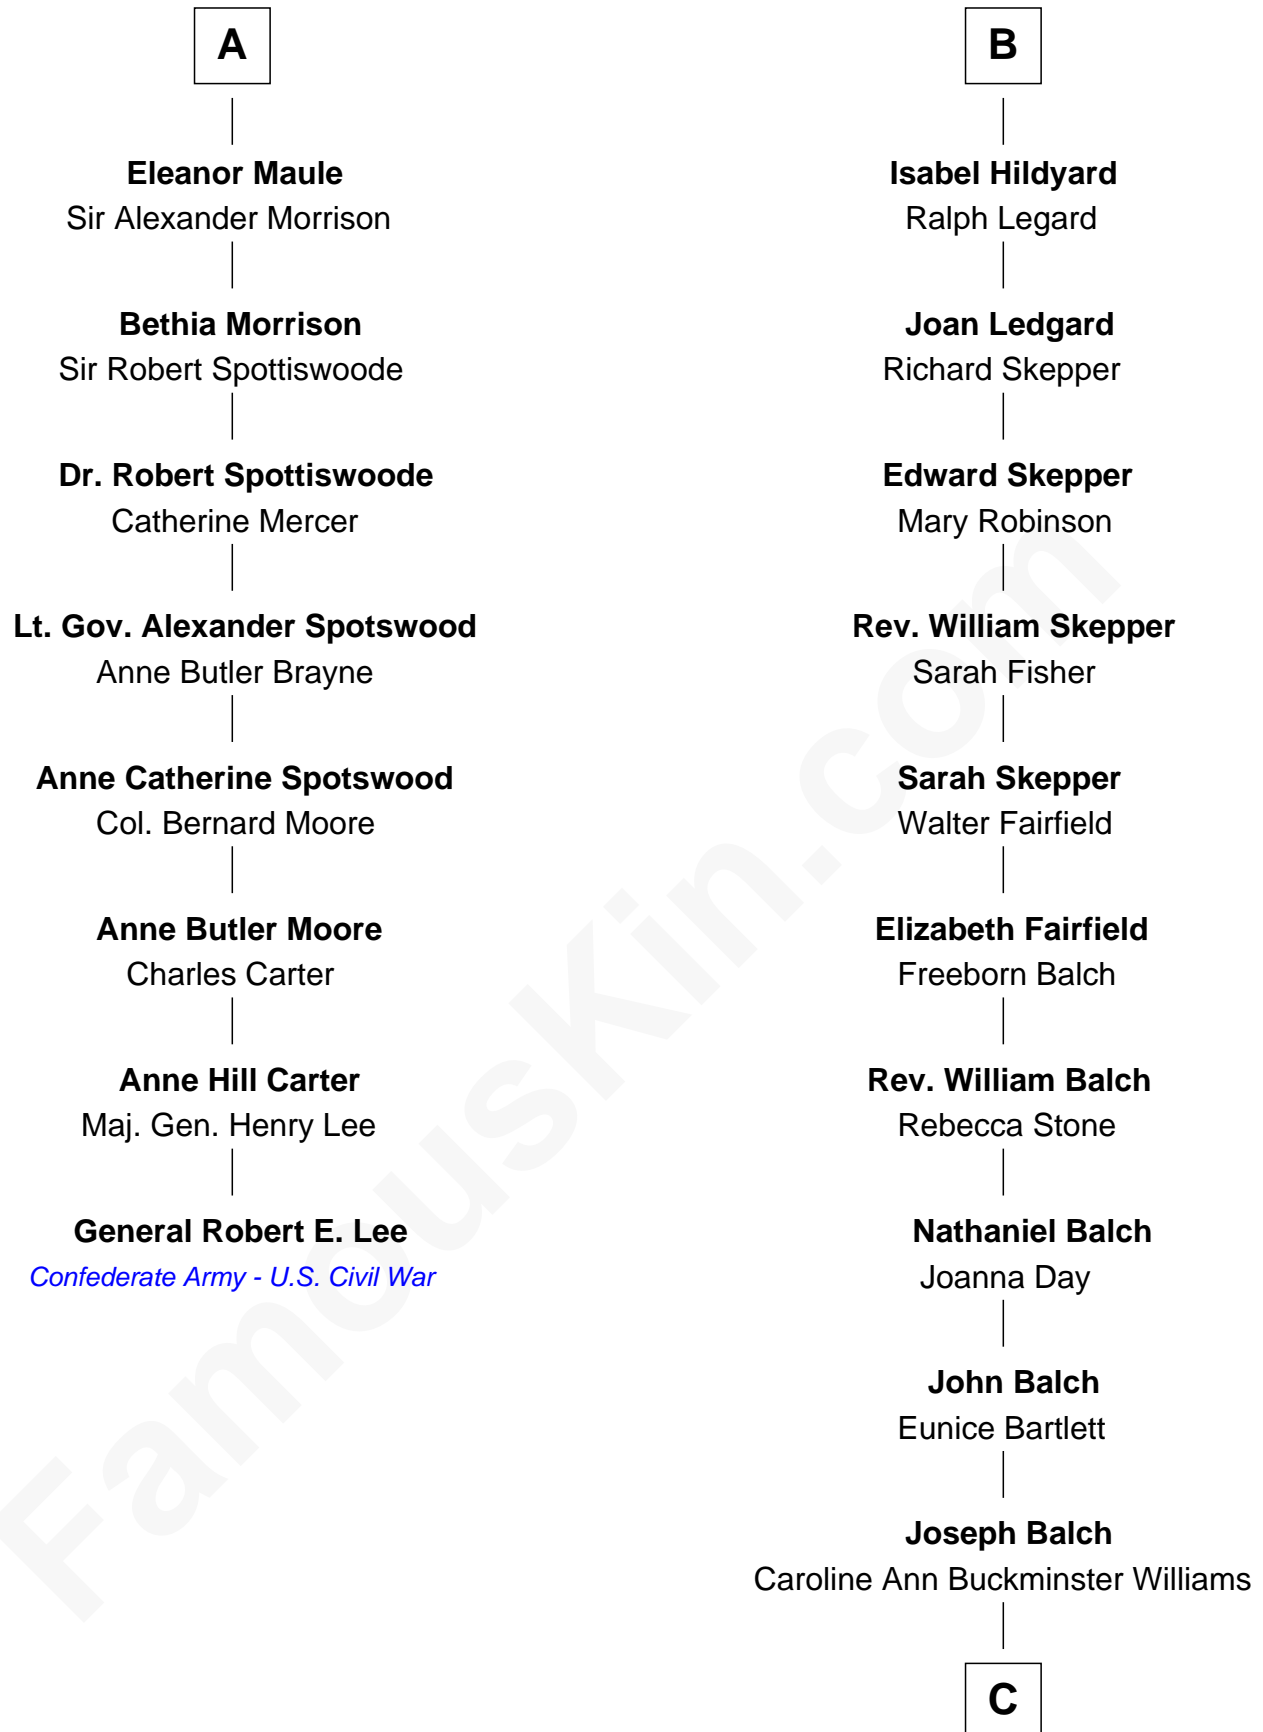 A
Eleanor Maule
Sir Alexander Morrison
Bethia Morrison
Sir Robert Spottiswoode
Dr. Robert Spottiswoode
Catherine Mercer
Lt. Gov. Alexander Spotswood
Anne Butler Brayne
Anne Catherine Spotswood
Col. Bernard Moore
Anne Butler Moore
Charles Carter
Anne Hill Carter
Maj. Gen. Henry Lee
General Robert E. Lee
Confederate Army - U.S. Civil War
B
Isabel Hildyard
Ralph Legard
Joan Ledgard
Richard Skepper
Edward Skepper
Mary Robinson
Rev. William Skepper
Sarah Fisher
Sarah Skepper
Walter Fairfield
Elizabeth Fairfield
Freeborn Balch
Rev. William Balch
Rebecca Stone
Nathaniel Balch
Joanna Day
John Balch
Eunice Bartlett
Joseph Balch
Caroline Ann Buckminster Williams
C
FamousKin.com